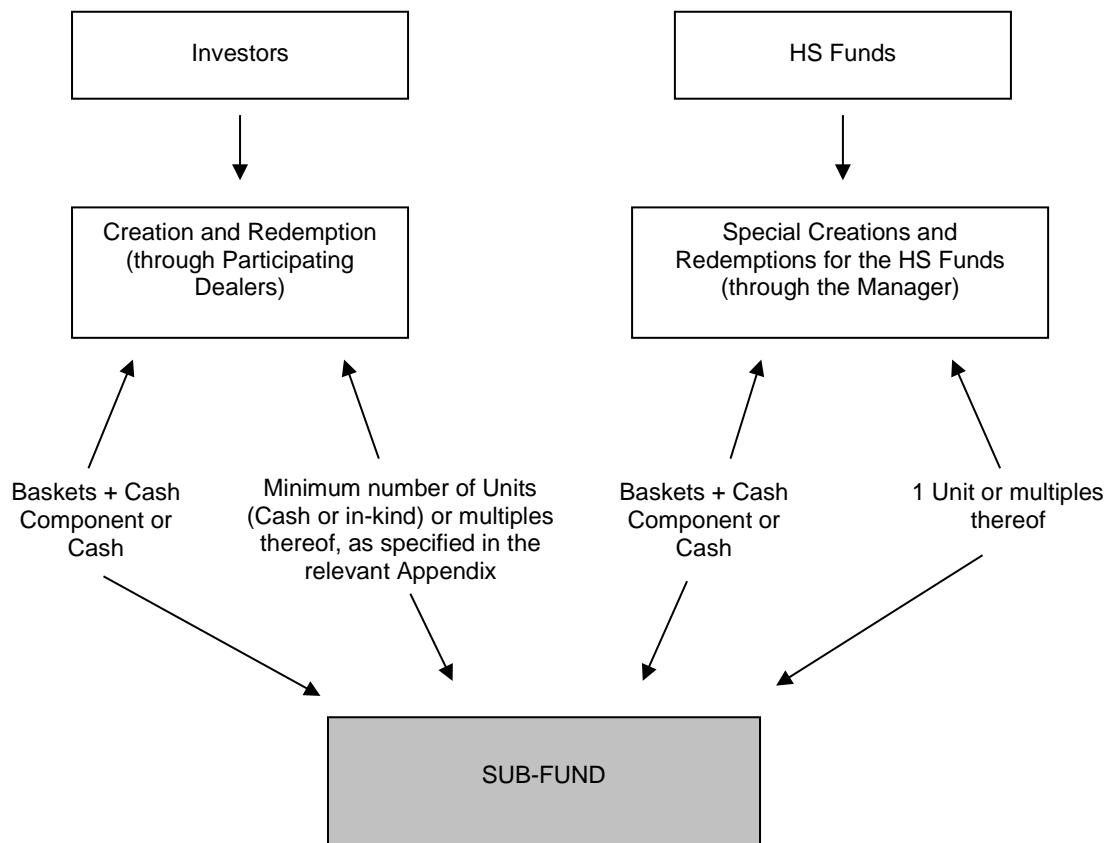 Investors
HS Funds
Creation and Redemption
(through Participating
Dealers)
Special Creations and
Redemptions for the HS Funds
(through the Manager)
Baskets + Cash
Component or
Cash
Minimum number of Units
(Cash or in-kind) or multiples
thereof, as specified in the
relevant Appendix
Baskets + Cash
Component or
Cash
1 Unit or multiples
thereof
SUB-FUND